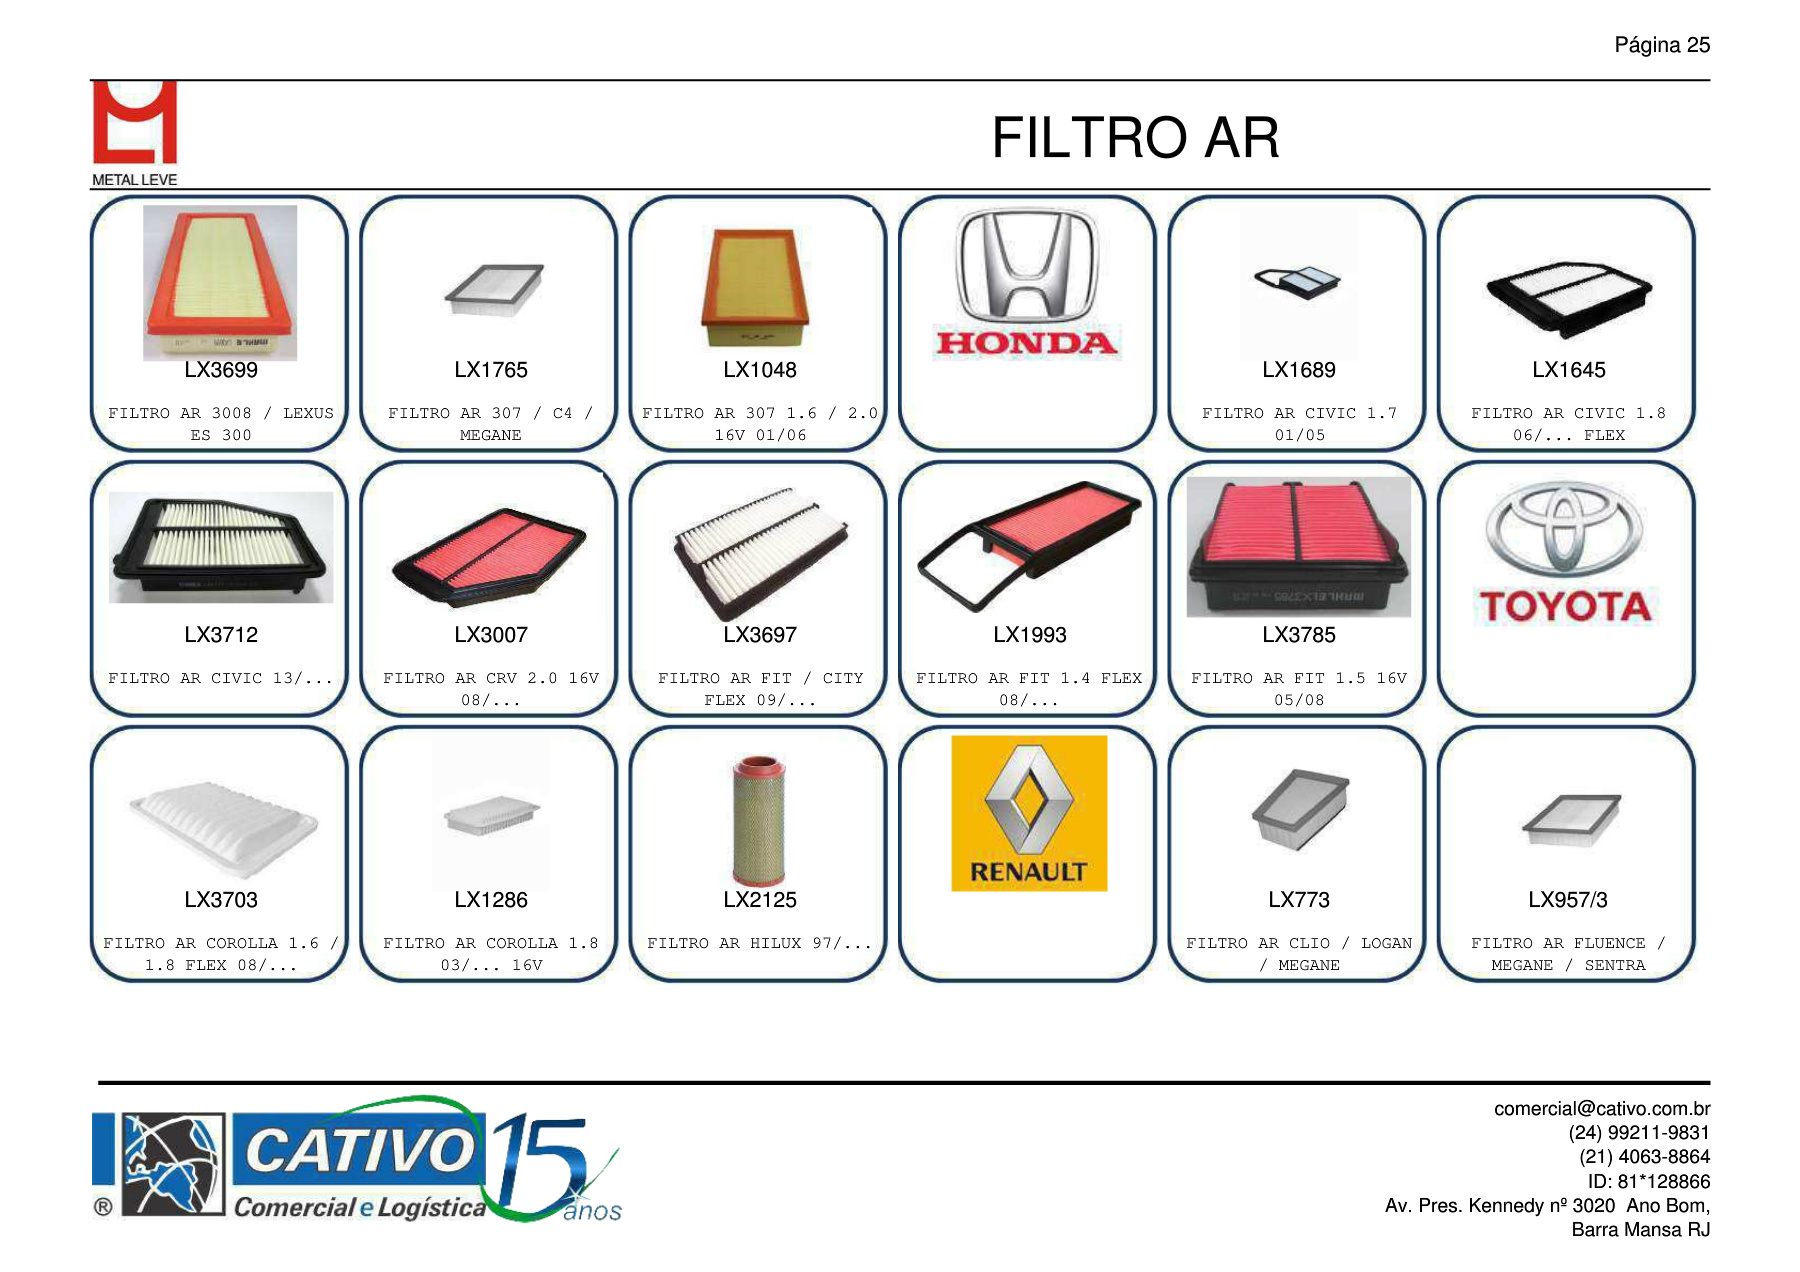 Página 25
METAL LEVE
FILTRO AR
LX3699
FILTRO AR 3008 / LEXUS
ES 300
LX1765
FILTRO AR 307 / C4 /
MEGANE
LX1048
FILTRO AR 307 1.6 / 2.0
16V 01/06
HONDA
LX1689
FILTRO AR CIVIC 1.7
01/05
LX1645
FILTRO AR CIVIC 1.8
06/... FLEX
LX3712
FILTRO AR CIVIC 13/...
LX3007
FILTRO AR CRV 2.0 16V
08/...
LX3697
FILTRO AR FIT / CITY
FLEX 09/...
LX1993
FILTRO AR FIT 1.4 FLEX
08/...
MAHLE LX3785
LX3785
FILTRO AR FIT 1.5 16V
05/08
TOYOTA
LX3703
FILTRO AR COROLLA 1.6 /
1.8 FLEX 08/...
LX1286
FILTRO AR COROLLA 1.8
03/... 16V
LX2125
FILTRO AR HILUX 97/...
RENAULT
LX773
FILTRO AR CLIO / LOGAN
/ MEGANE
LX957/3
FILTRO AR FLUENCE /
MEGANE / SENTRA
CATIVO 15
® Comercial e Logística anos
comercial@cativo.com.br
(24) 99211-9831
(21) 4063-8864
ID: 81*128866
Av. Pres. Kennedy nº 3020  Ano Bom,
Barra Mansa RJ